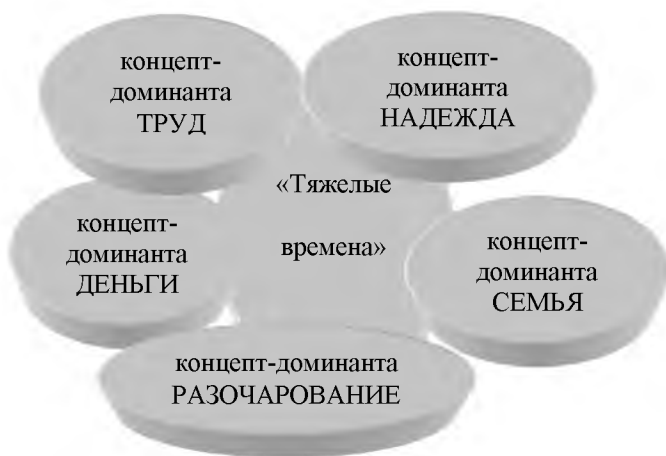 концепт-
доминанта
ТРУД
концепт-
доминанта
НАДЕЖДА
«Тяжелые
времена»
концепт-
доминанта
ДЕНЬГИ
концепт-
доминанта
СЕМЬЯ
концепт-доминанта
РАЗОЧАРОВАНИЕ